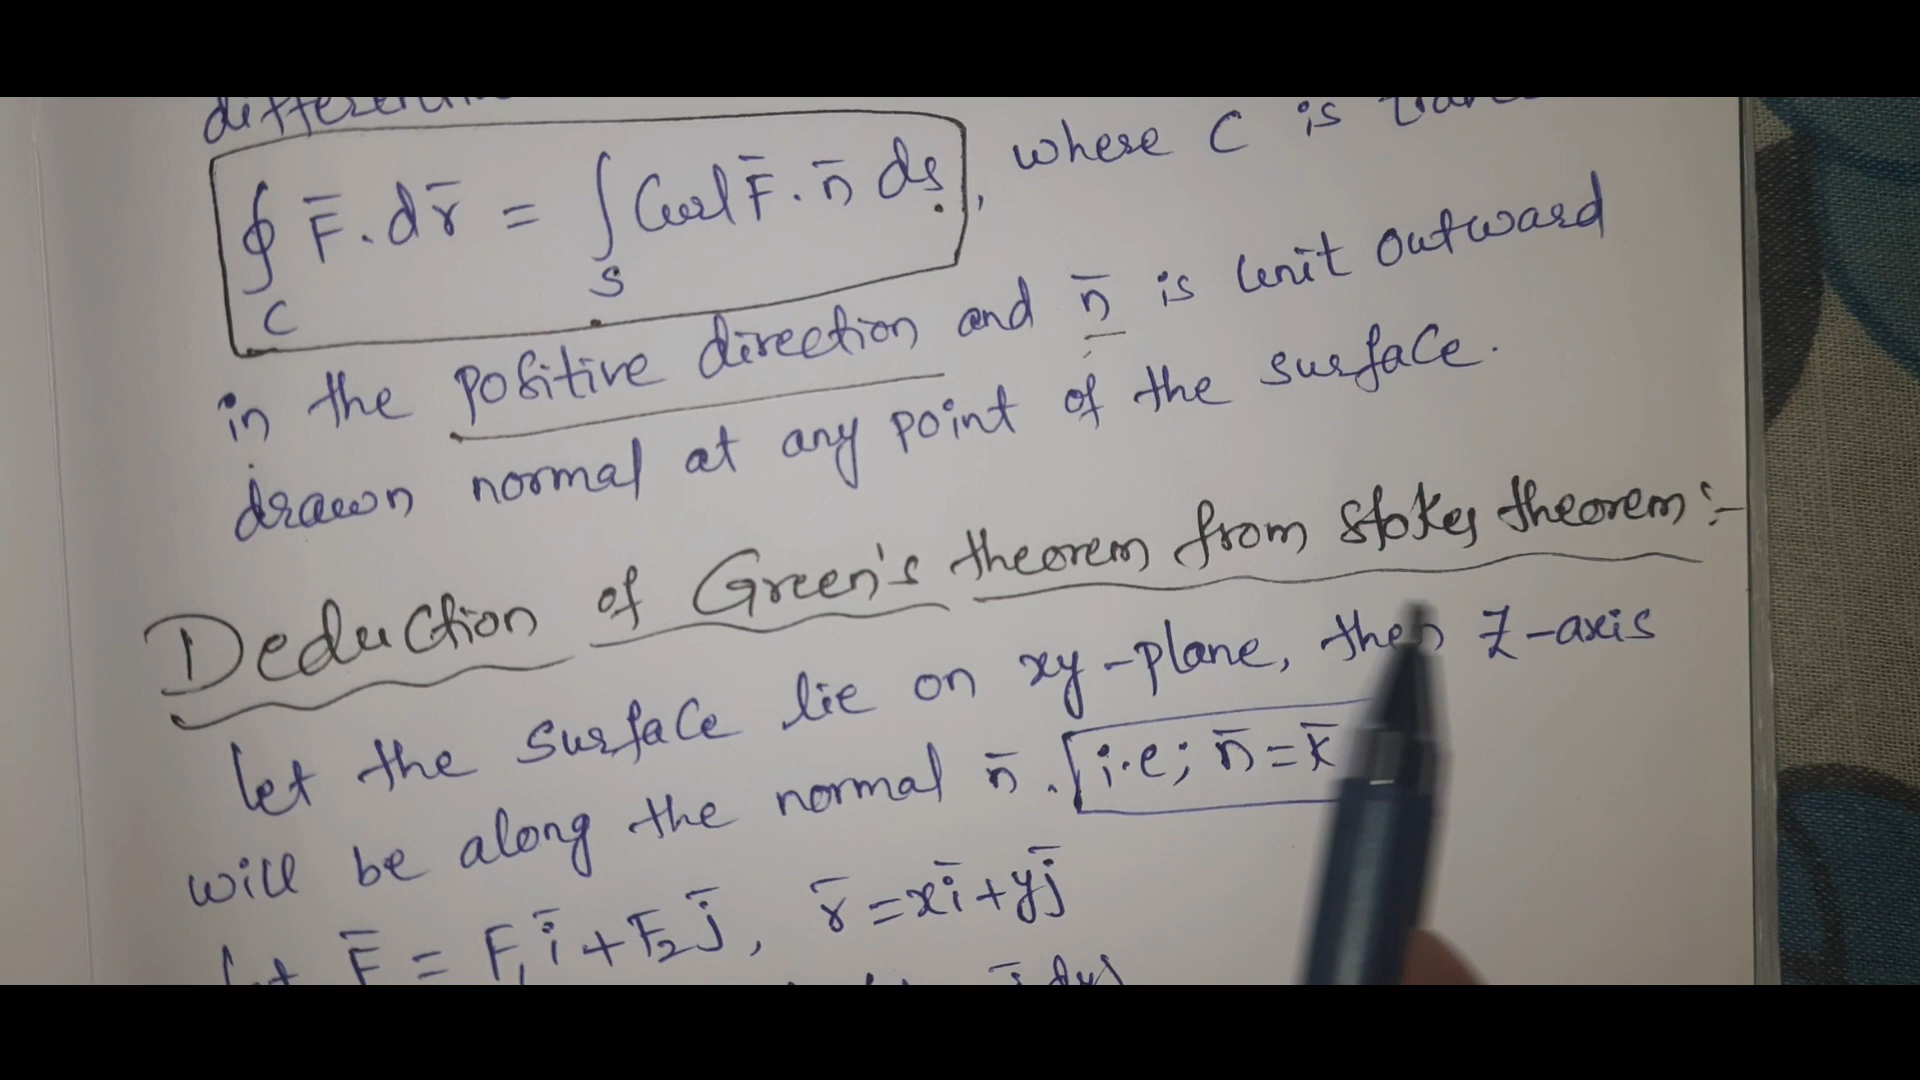 ∮_C F̄.dr̄ = ∫_S Curl F̄.n̄ ds, where C is
in the positive direction and n̄ is unit outward
drawn normal at any point of the surface.
Deduction of Green's theorem from Stokes theorem:-
let the surface lie on xy-plane, then Z-axis
will be along the normal n̄. i.e; n̄=k̄
F̄ = F₁ī+F₂j̄, r̄=xī+yj̄